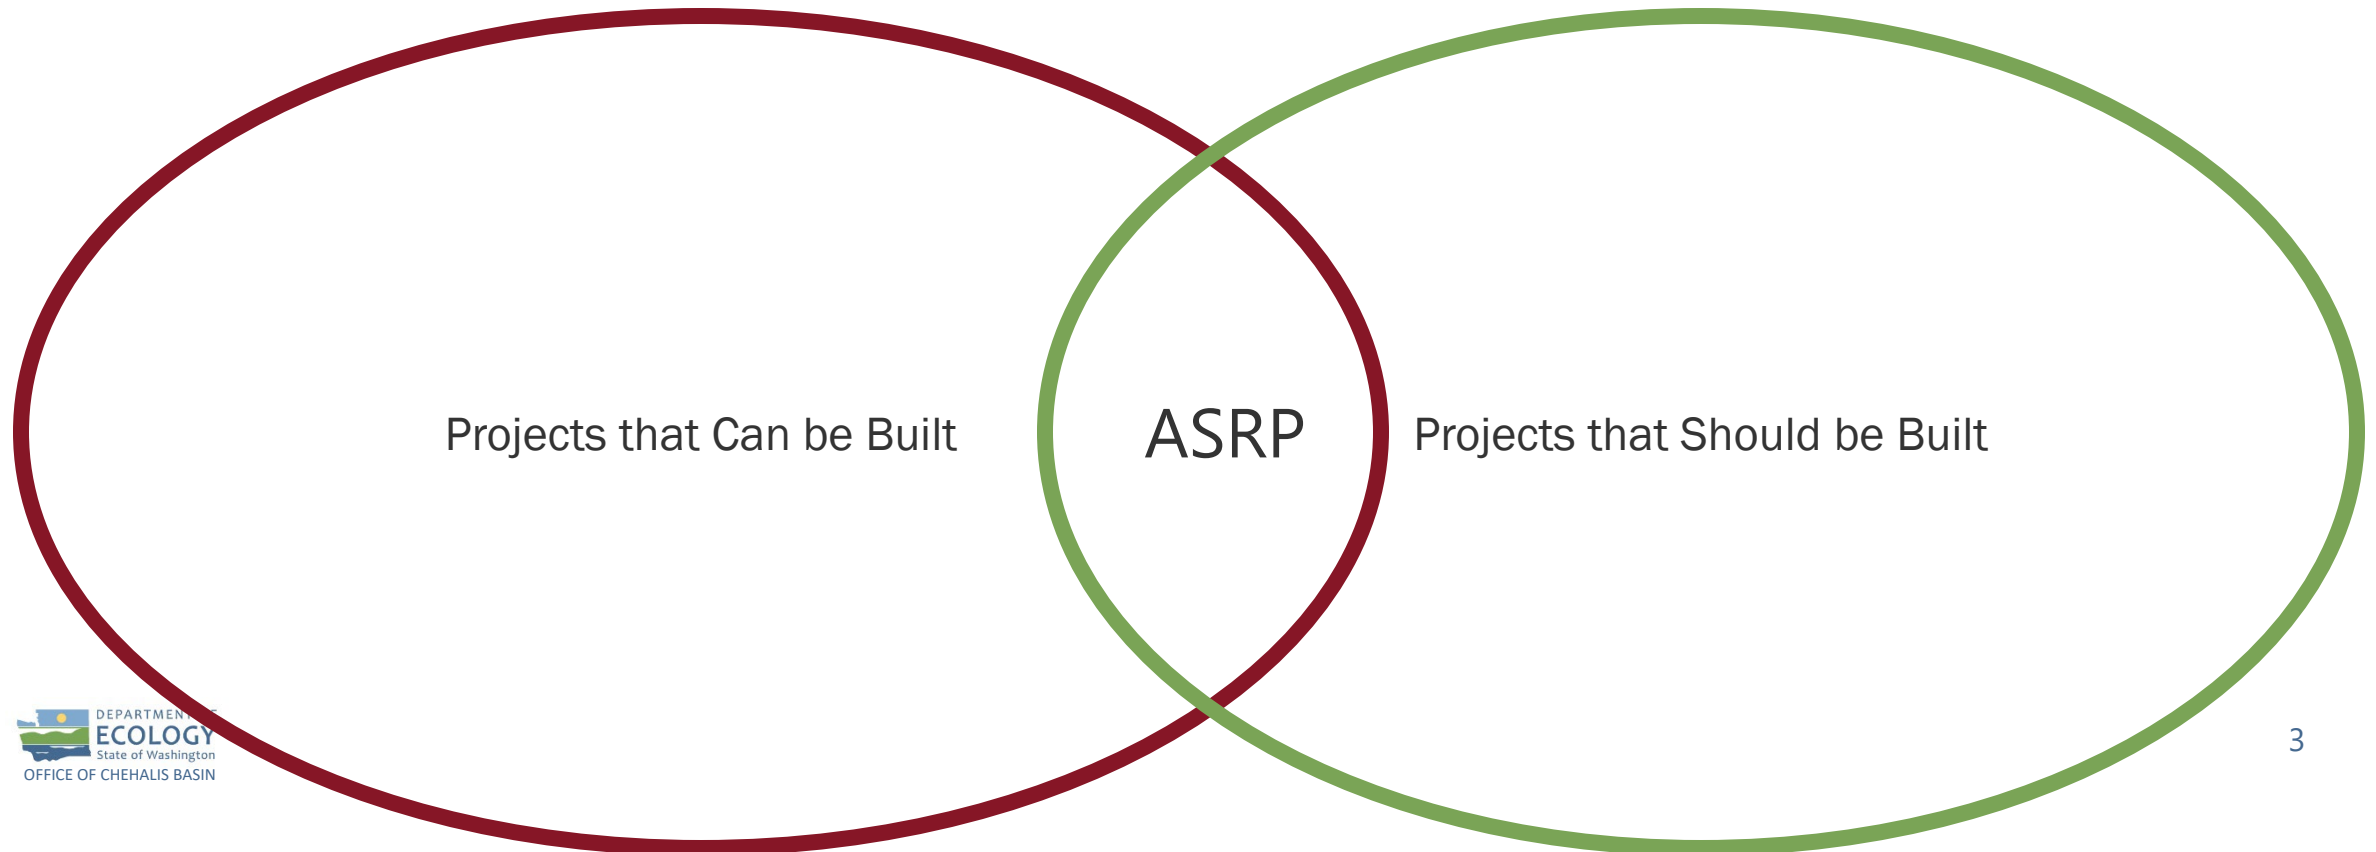 Projects that Can be Built
ASRP
Projects that Should be Built
DEPARTMENT
ECOLOGY
State of Washington
OFFICE OF CHEHALIS BASIN
3